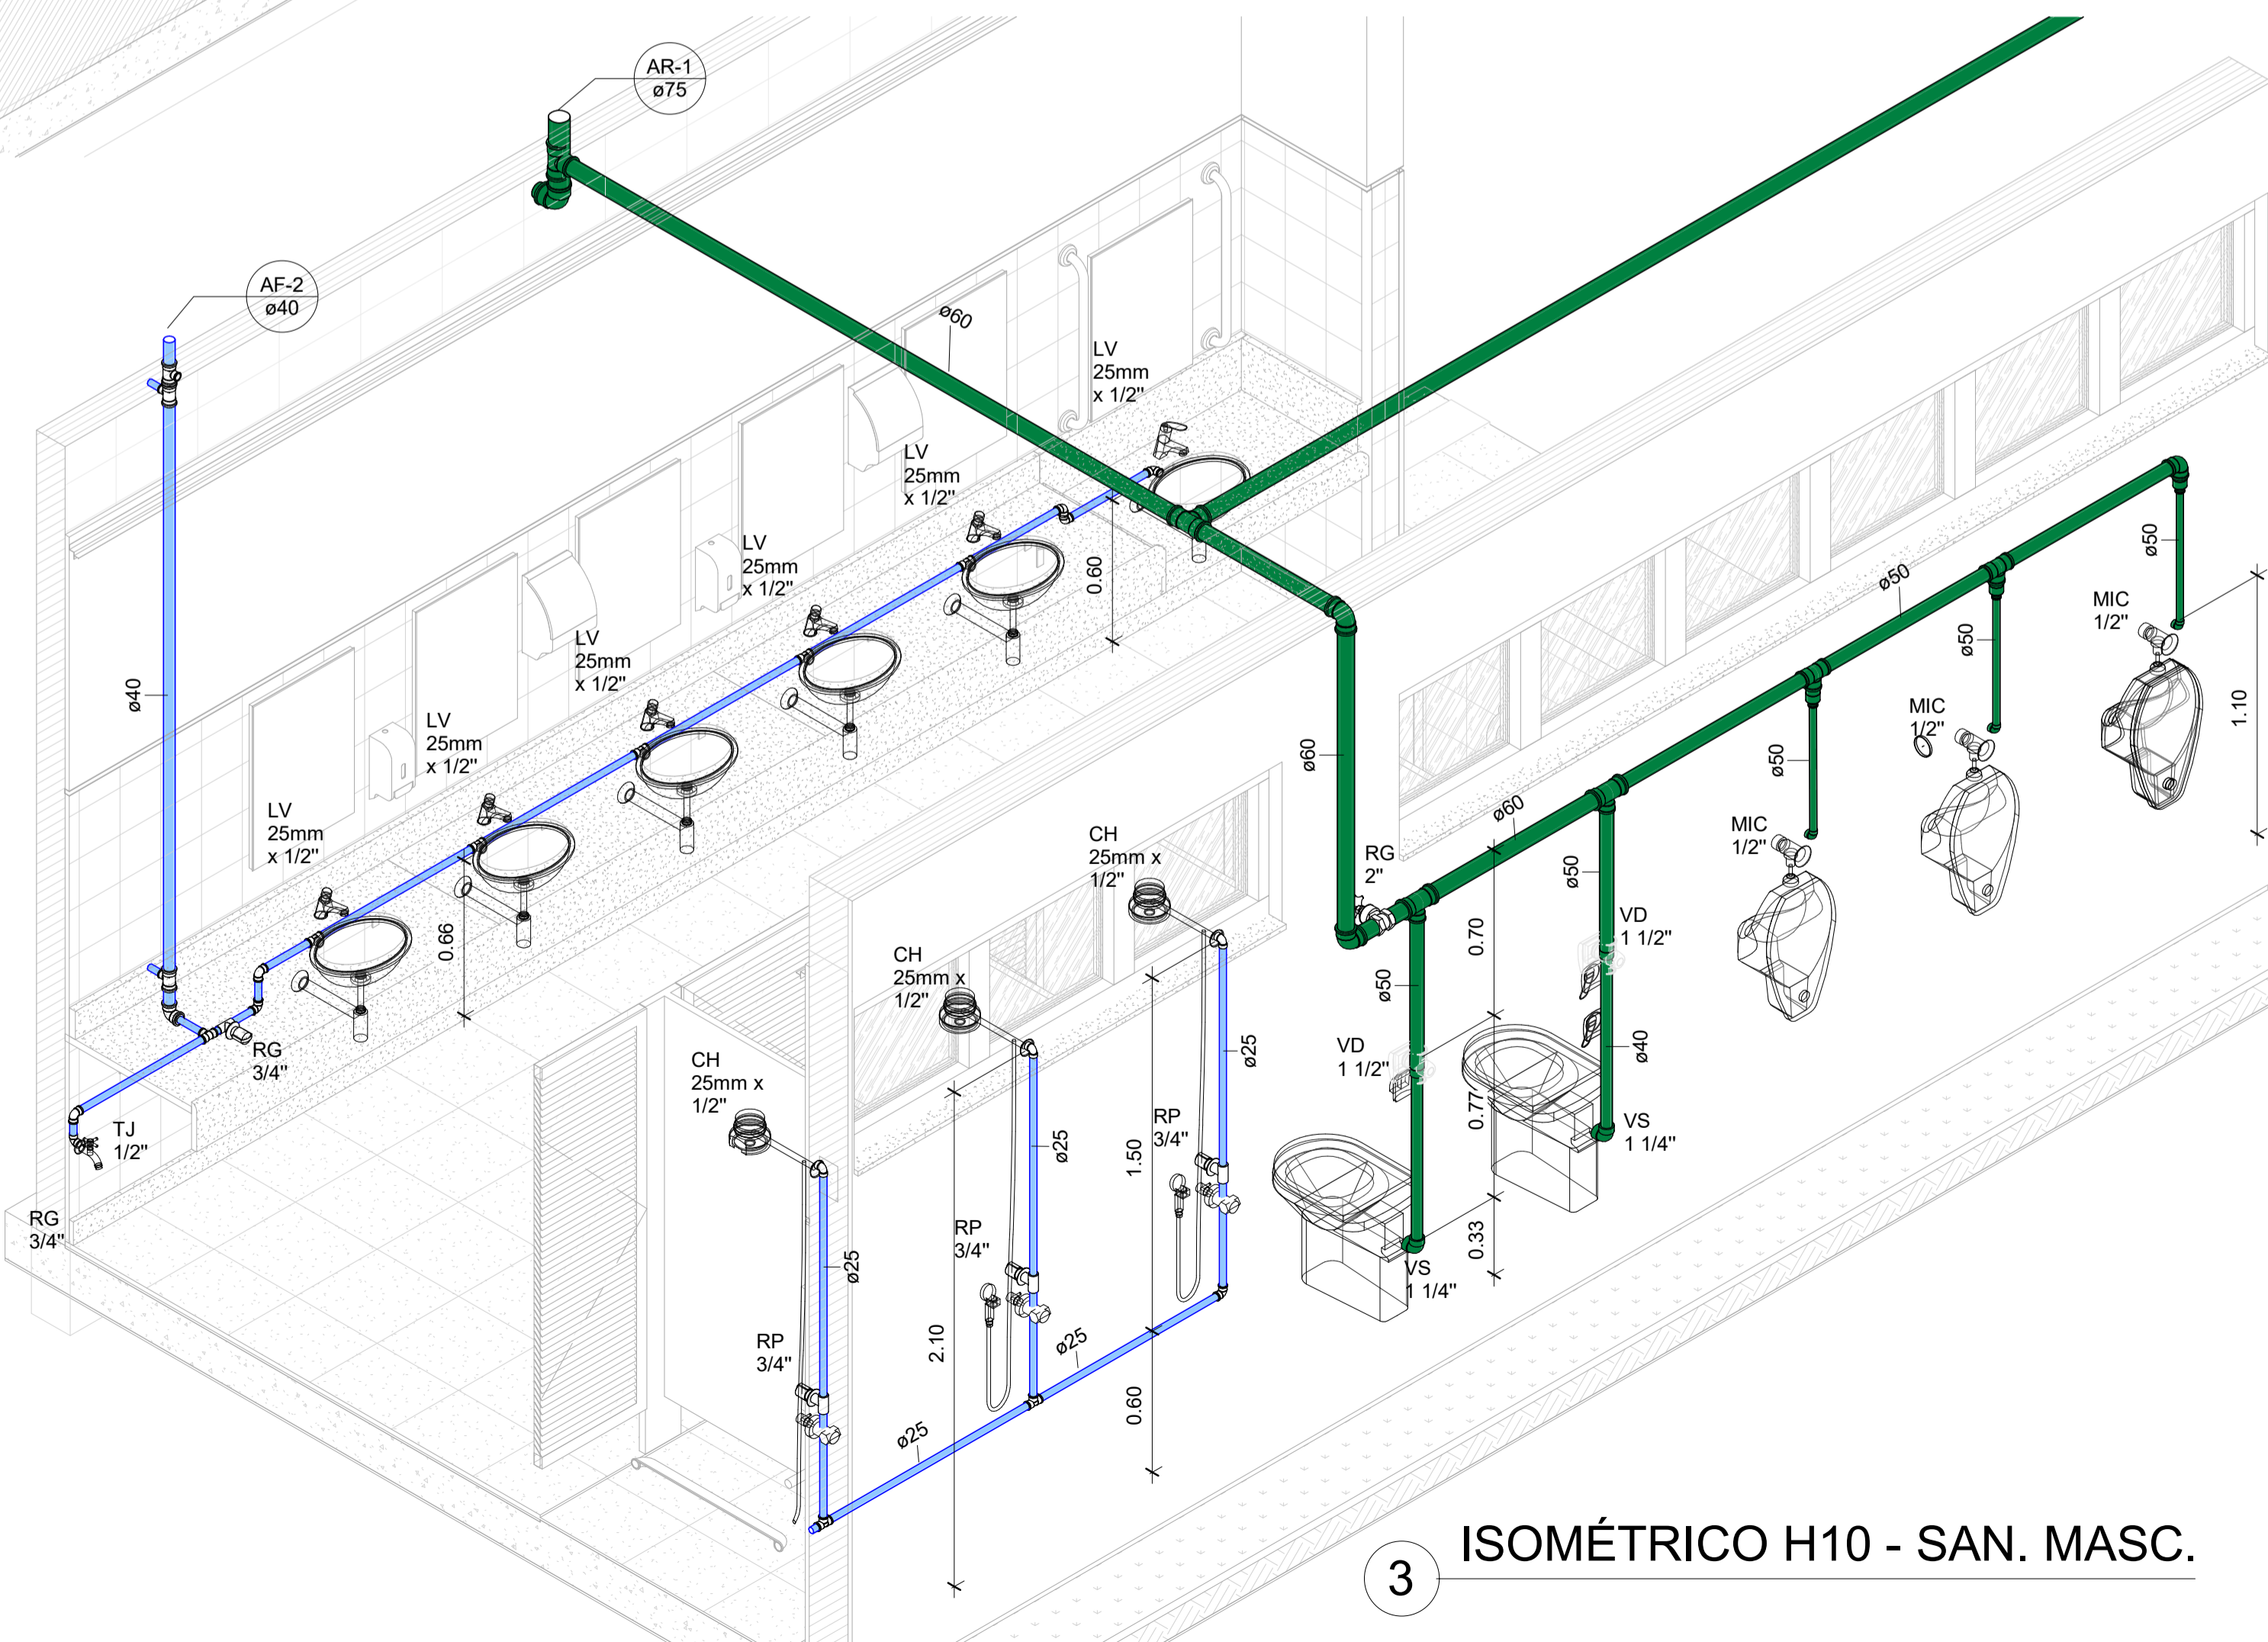 AR-1
ø75
AF-2
ø40
ø60
LV
25mm
x 1/2"
LV
25mm
x 1/2"
LV
25mm
x 1/2"
LV
25mm
x 1/2"
LV
25mm
x 1/2"
LV
25mm
x 1/2"
ø40
0.60
0.66
RG
3/4"
TJ
1/2"
RG
3/4"
CH
25mm x
1/2"
CH
25mm x
1/2"
CH
25mm x
1/2"
RP
3/4"
RP
3/4"
RP
3/4"
ø25
ø25
ø25
ø25
ø25
2.10
1.50
0.60
ø60
RG
2"
ø60
ø50
ø50
ø50
ø50
ø50
ø50
MIC
1/2"
MIC
1/2"
MIC
1/2"
1.10
0.70
0.77
0.33
VD
1 1/2"
VD
1 1/2"
ø40
VS
1 1/4"
VS
1 1/4"
3
ISOMÉTRICO H10 - SAN. MASC.